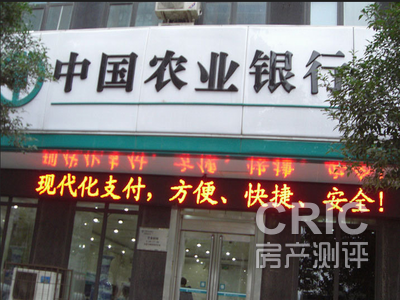 中国农业银行
现代化支付，方便、快捷、安全！
CRIC
房产测评